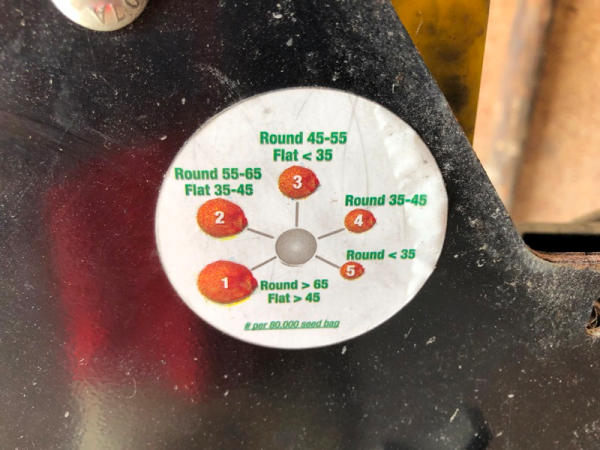 Round 45-55
Flat < 35
3
Round 55-65
Flat 35-45
2
Round 35-45
4
Round < 35
5
1
Round > 65
Flat > 45
# per 80,000 seed bag